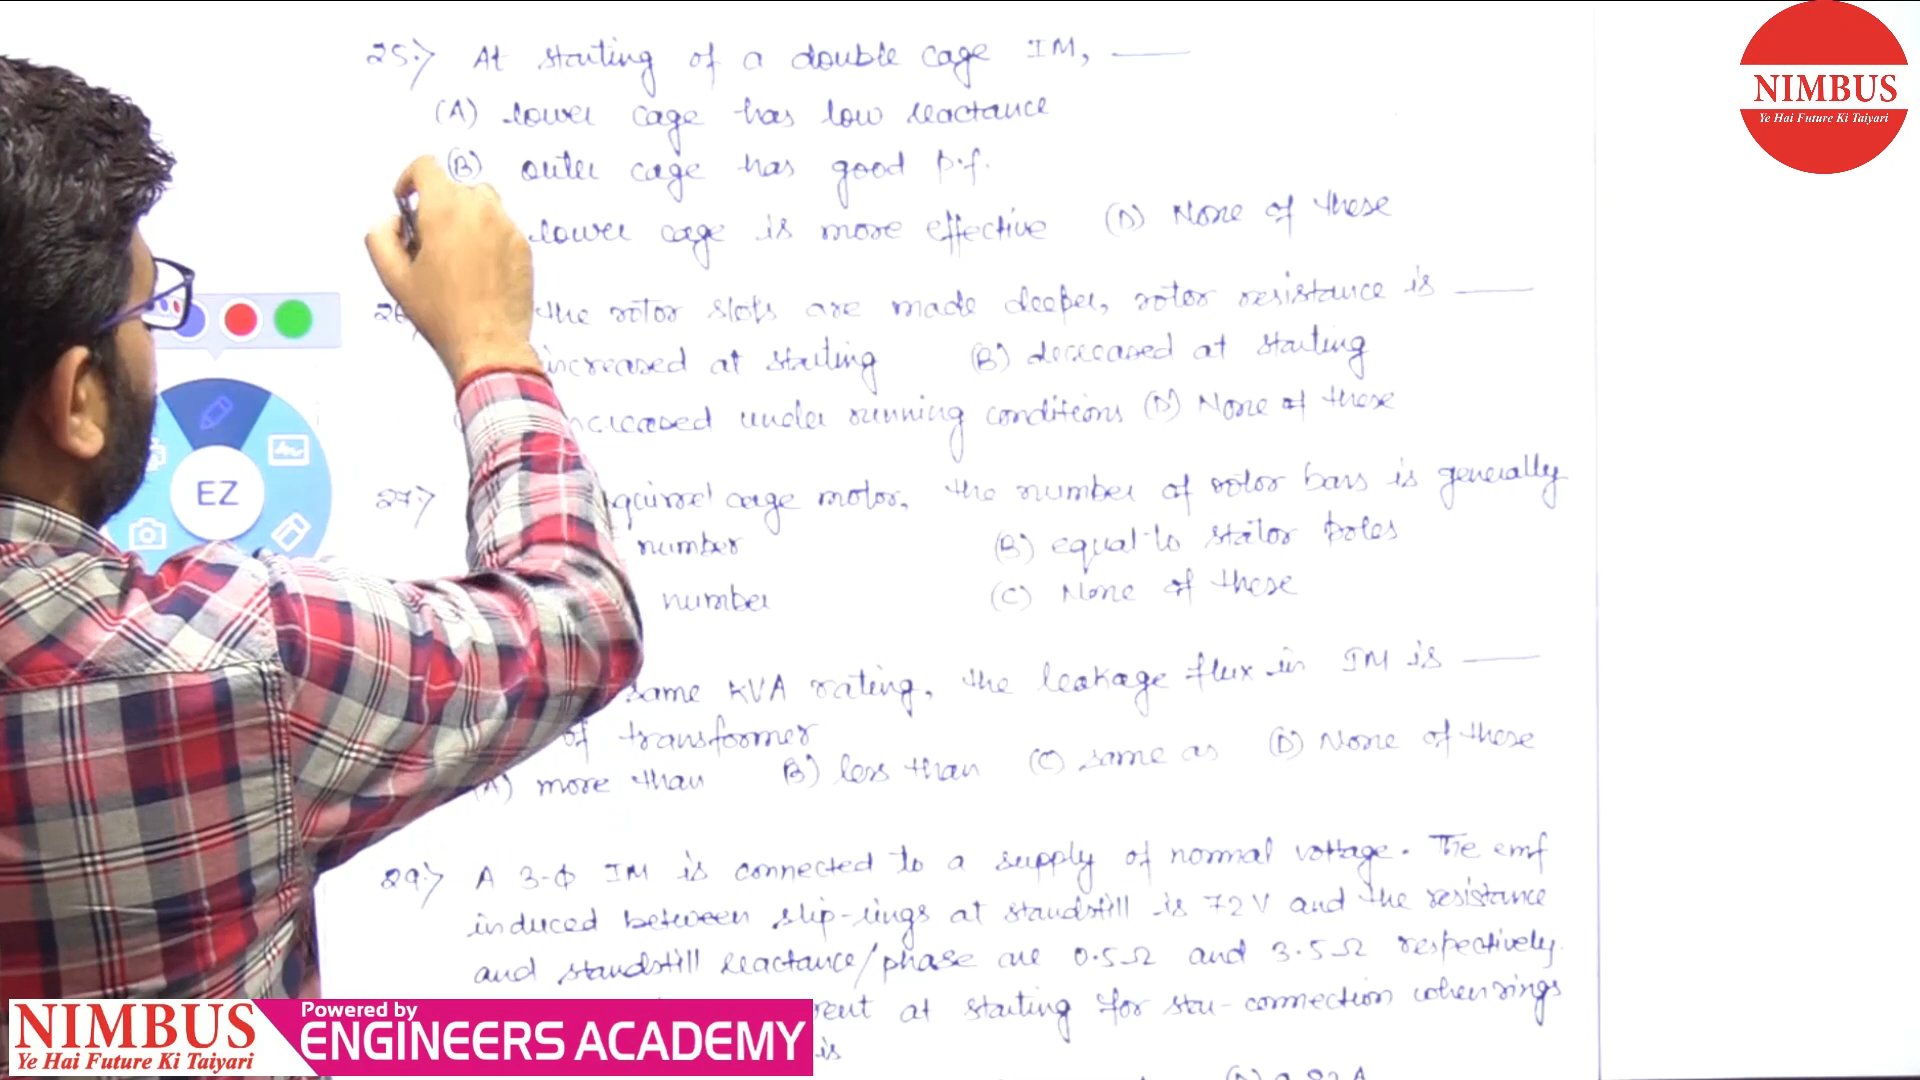 NIMBUS
Ye Hai Future Ki Taiyari
25:) At starting of a double cage IM, ___
(A) lower cage has low reactance
(B) outer cage has good p.f.
lower cage is more effective (D) None of these
the rotor slots are made deeper, rotor resistance is ___
increased at starting (B) decreased at starting
increased under running conditions (D) None of these
27:) squirrel cage motor, the number of rotor bars is generally
number (B) equal to stator poles
number (C) None of these
same KVA rating, the leakage flux in IM is ___
of transformer
(A) more than (B) less than (C) same as (D) None of these
29:) A 3-Φ IM is connected to a supply of normal voltage. The emf
induced between slip-rings at standstill is 72V and the resistance
and standstill reactance/phase are 0.5Ω and 3.5Ω respectively.
at starting for star-connection when rings
is
EZ
NIMBUS
Ye Hai Future Ki Taiyari
Powered by
ENGINEERS ACADEMY